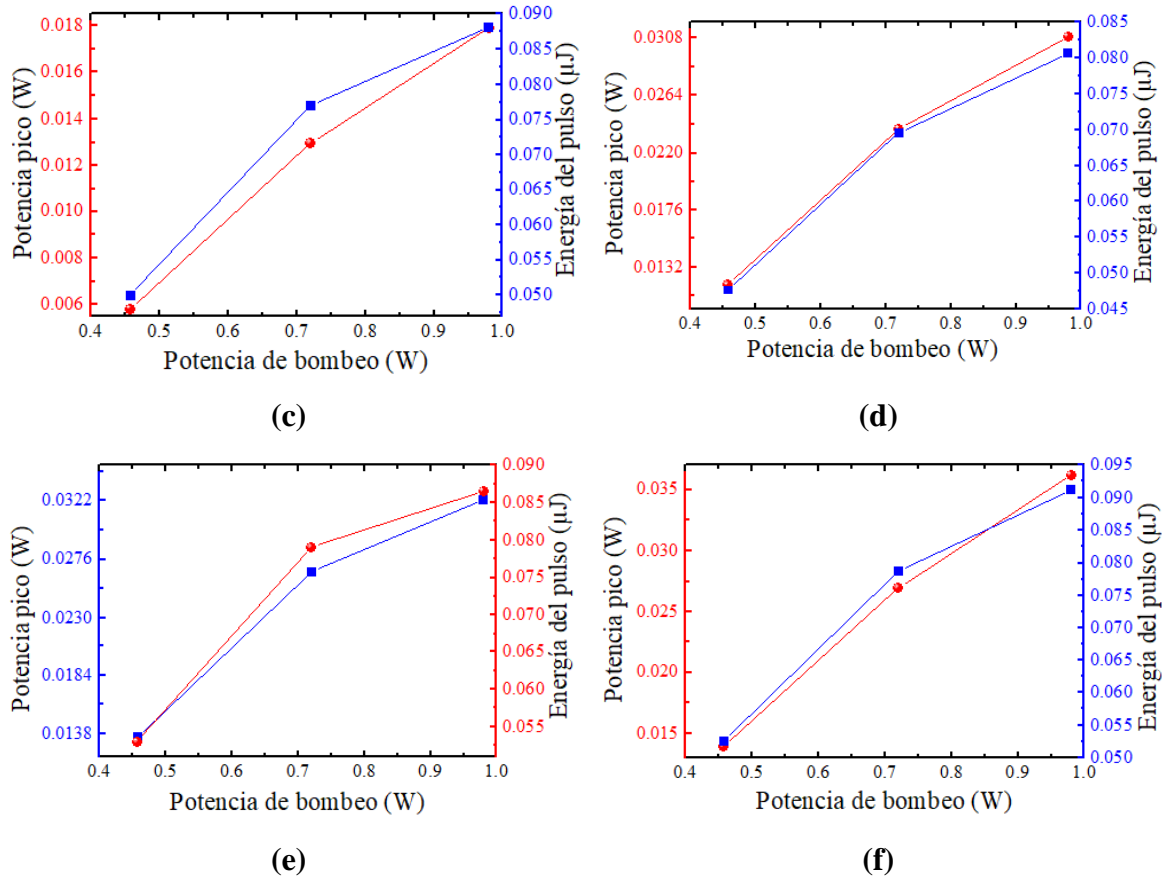 0.018
0.016
0.014
0.012
0.010
0.008
0.006
Potencia pico (W)
0.090
0.085
0.080
0.075
0.070
0.065
0.060
0.055
0.050
Energía del pulso (µJ)
0.4 0.5 0.6 0.7 0.8 0.9 1.0
Potencia de bombeo (W)
(c)
0.0308
0.0264
0.0220
0.0176
0.0132
Potencia pico (W)
0.085
0.080
0.075
0.070
0.065
0.060
0.055
0.050
0.045
Energía del pulso (µJ)
0.4 0.5 0.6 0.7 0.8 0.9 1.0
Potencia de bombeo (W)
(d)
0.0322
0.0276
0.0230
0.0184
0.0138
Potencia pico (W)
0.090
0.085
0.080
0.075
0.070
0.065
0.060
0.055
Energía del pulso (µJ)
0.4 0.5 0.6 0.7 0.8 0.9 1.0
Potencia de bombeo (W)
(e)
0.035
0.030
0.025
0.020
0.015
Potencia pico (W)
0.095
0.090
0.085
0.080
0.075
0.070
0.065
0.060
0.055
0.050
Energía del pulso (µJ)
0.4 0.5 0.6 0.7 0.8 0.9 1.0
Potencia de bombeo (W)
(f)